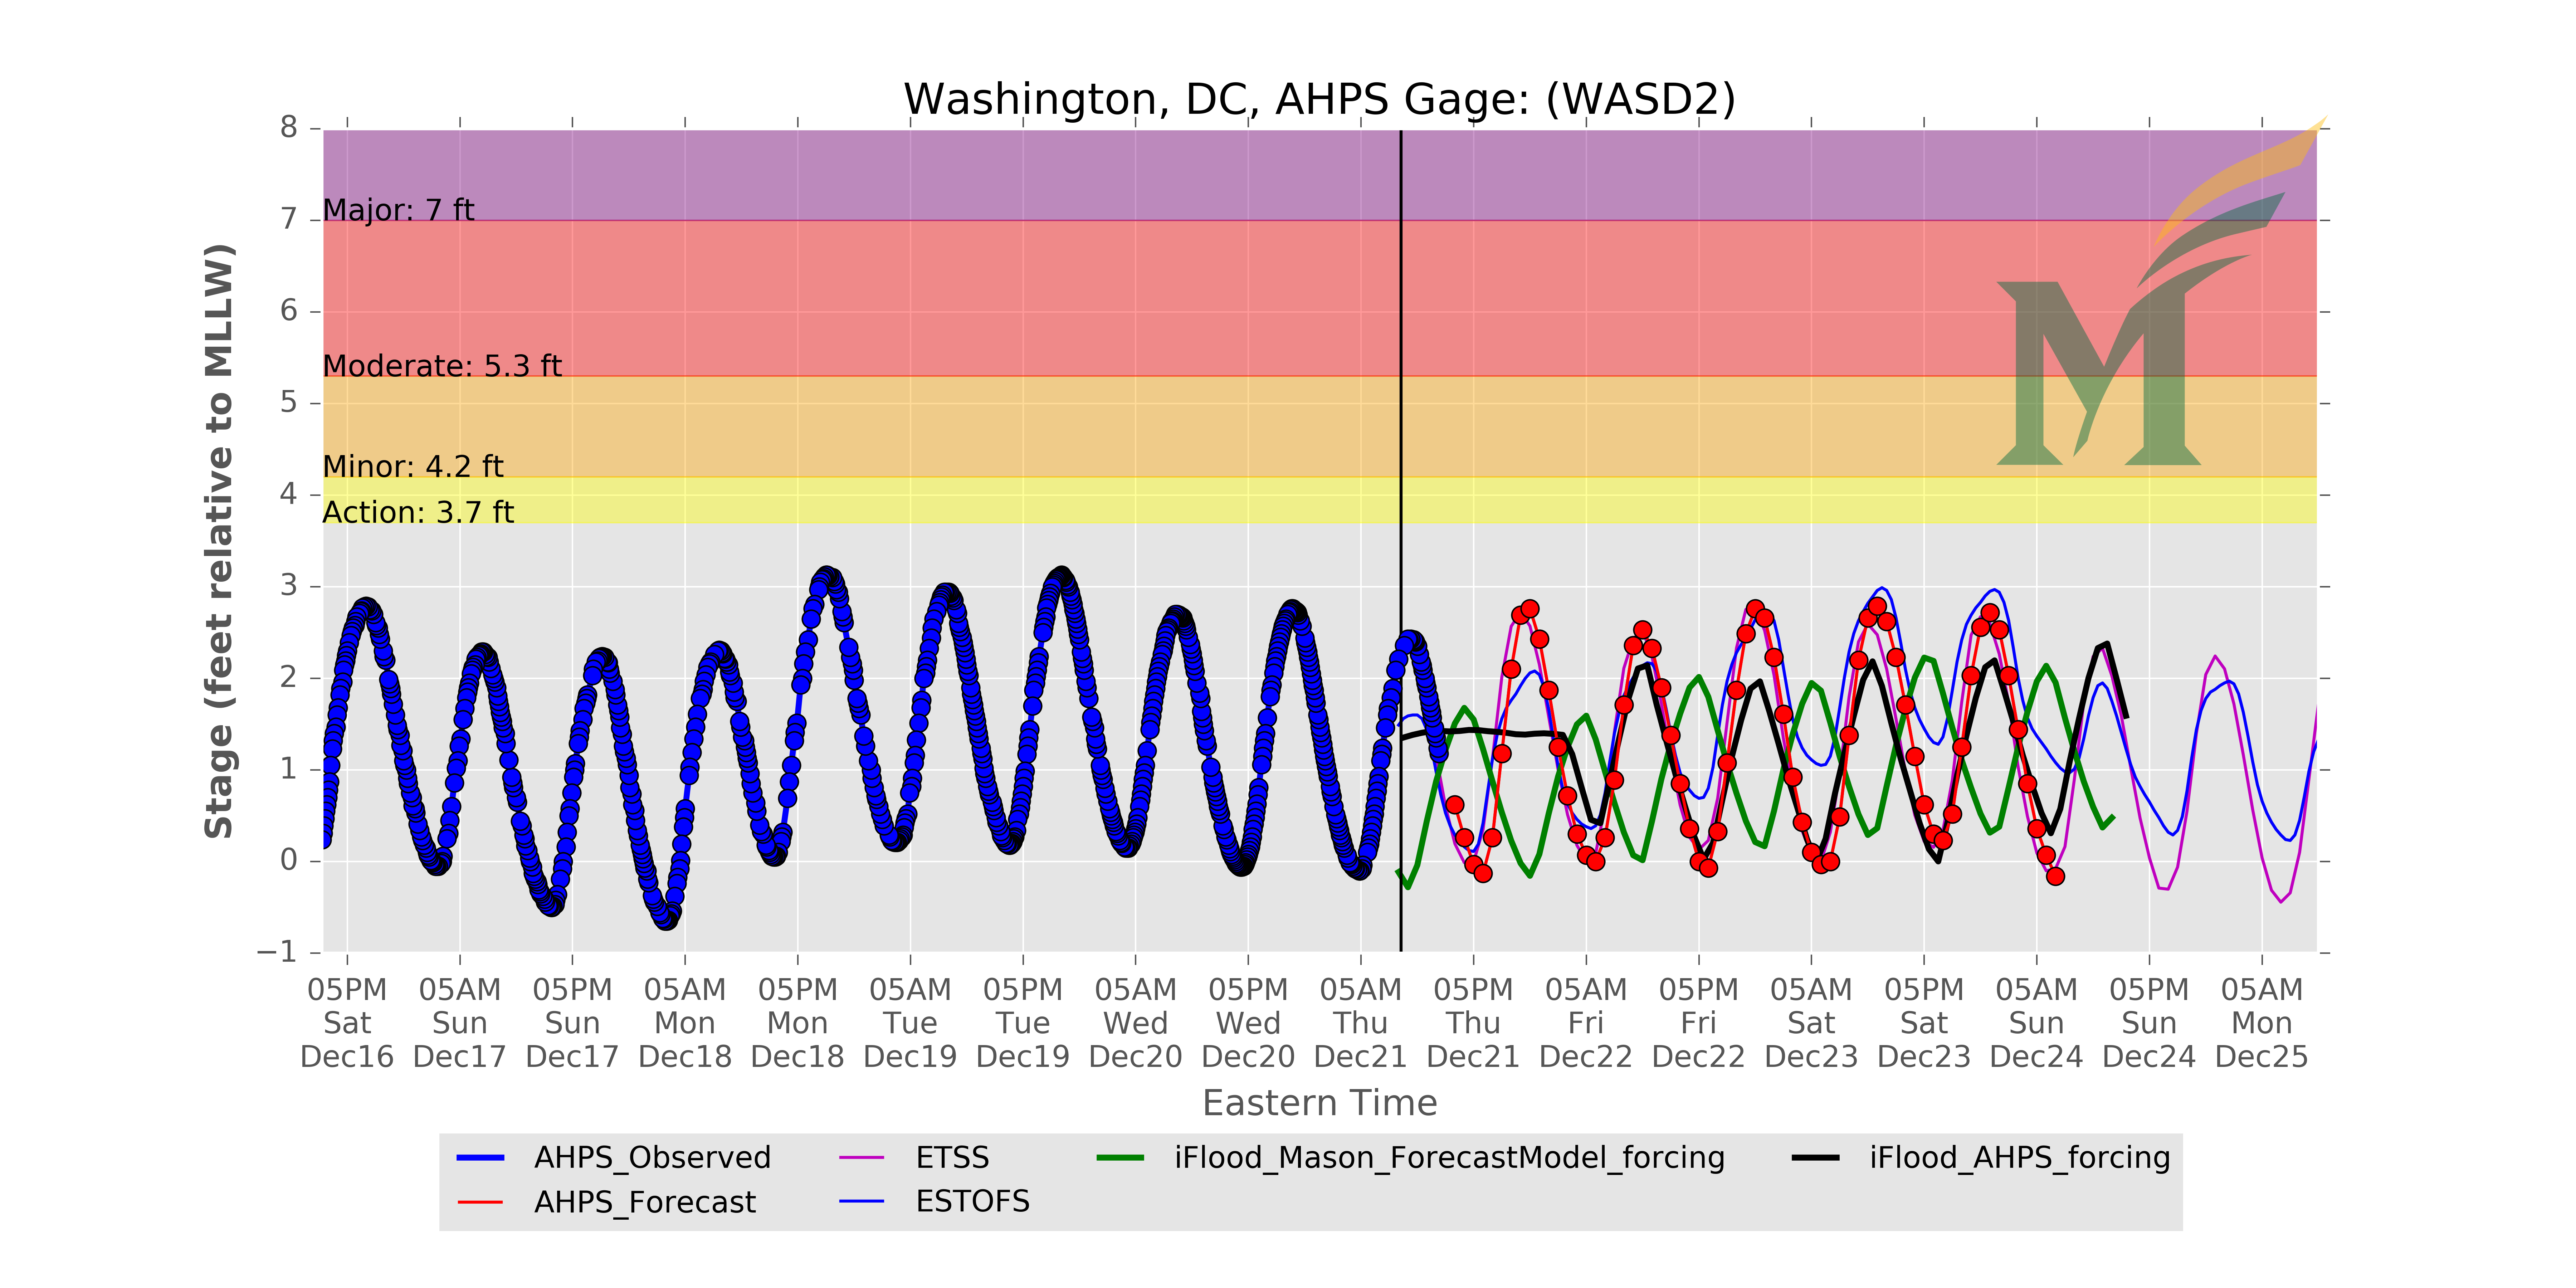 Washington, DC, AHPS Gage: (WASD2)
8
7
6
5
4
3
2
1
0
−1
Stage (feet relative to MLLW)
Major: 7 ft
Moderate: 5.3 ft
Minor: 4.2 ft
Action: 3.7 ft
M
05PM 05AM 05PM 05AM 05PM 05AM 05PM 05AM 05PM 05AM 05PM 05AM 05PM 05AM 05PM 05AM 05PM 05AM
Sat Sun Sun Mon Mon Tue Tue Wed Wed Thu Thu Fri Fri Sat Sat Sun Sun Mon
Dec16 Dec17 Dec17 Dec18 Dec18 Dec19 Dec19 Dec20 Dec20 Dec21 Dec21 Dec22 Dec22 Dec23 Dec23 Dec24 Dec24 Dec25
Eastern Time
AHPS_Observed ETSS iFlood_Mason_ForecastModel_forcing iFlood_AHPS_forcing
AHPS_Forecast ESTOFS